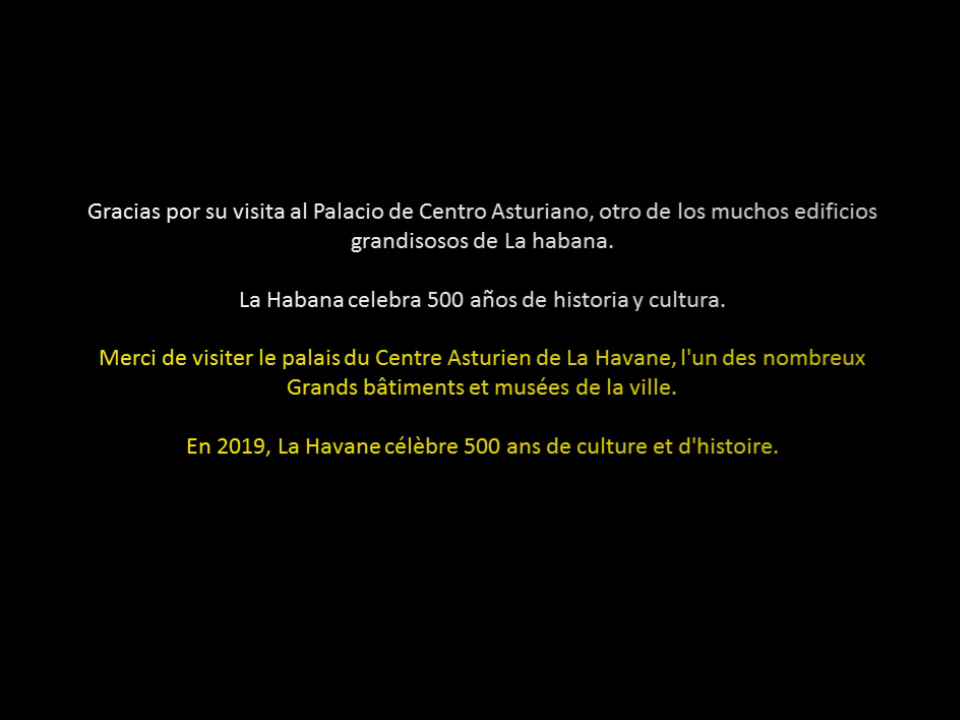 Gracias por su visita al Palacio de Centro Asturiano, otro de los muchos edificios
grandisosos de La habana.
La Habana celebra 500 años de historia y cultura.
Merci de visiter le palais du Centre Asturien de La Havane, l'un des nombreux
Grands bâtiments et musées de la ville.
En 2019, La Havane célèbre 500 ans de culture et d'histoire.